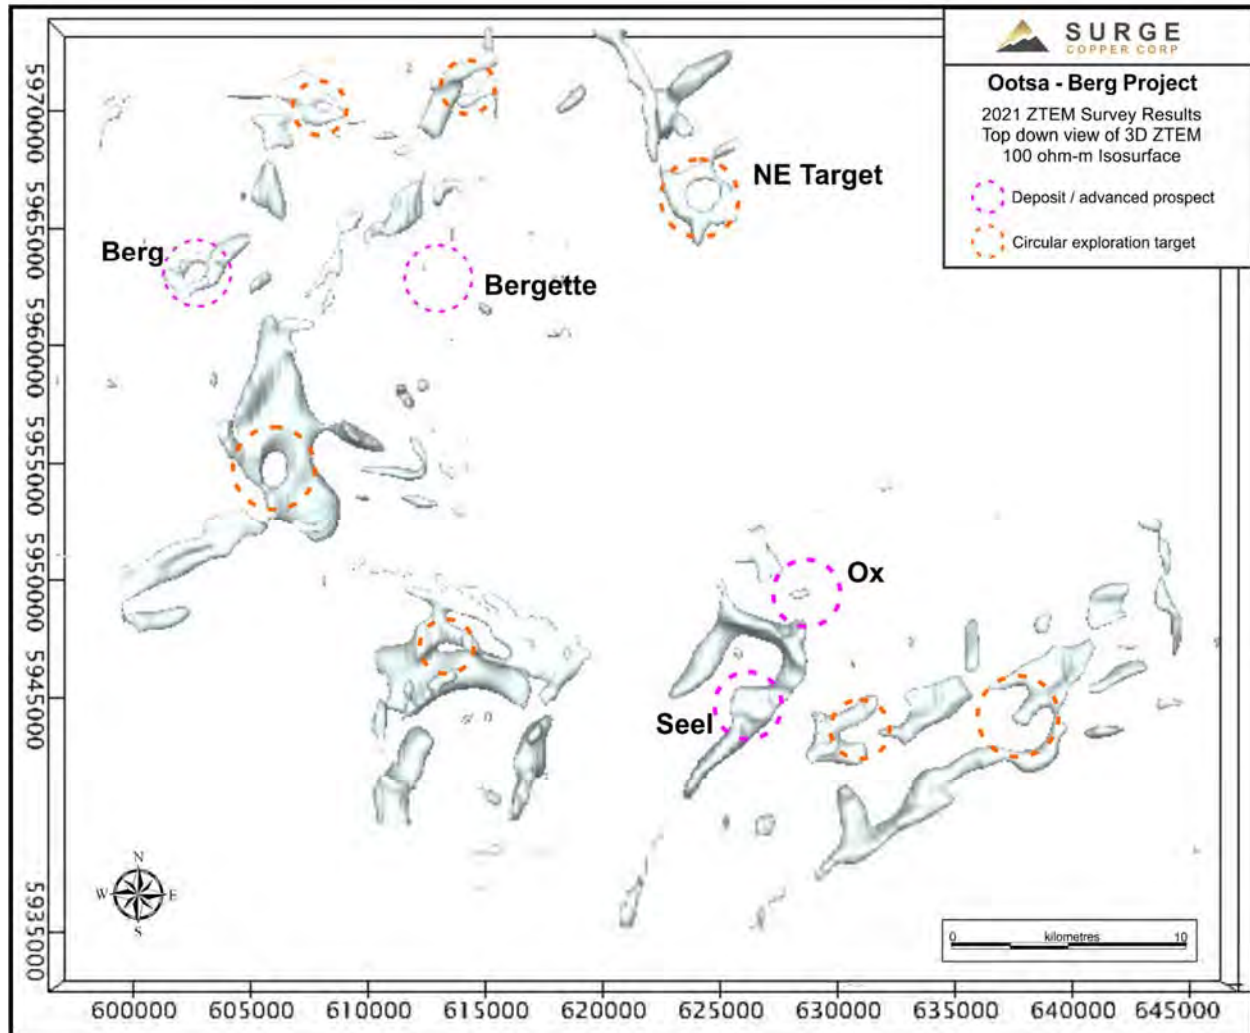 SURGE
COPPER CORP
Ootsa - Berg Project
2021 ZTEM Survey Results
Top down view of 3D ZTEM
100 ohm-m Isosurface
Deposit / advanced prospect
Circular exploration target
NE Target
Berg
Bergette
Ox
Seel
5970000
5965000
5960000
5955000
5950000
5945000
5935000
N
W E
S
0 kilometres 10
600000 605000 610000 615000 620000 625000 630000 635000 640000 645000